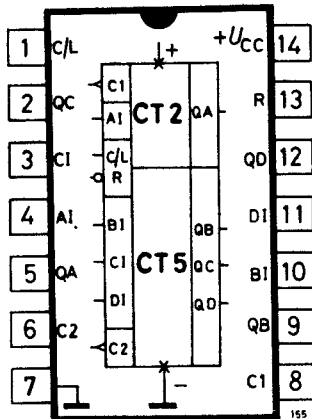 1 C/L + +UCC 14
2 QC C1 R 13
AI CT2 QA
3 CI C/L QD 12
R
4 AI. BI DI 11
QB
5 QA CI CT5 QC BI 10
DI QD
6 C2 C2 QB 9
7 − C1 8
155